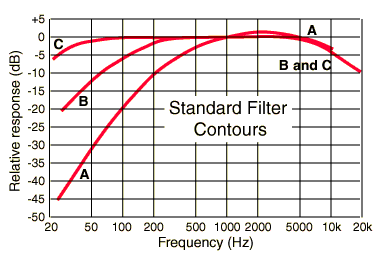 +5
0
-5
-10
-15
-20
-25
-30
-35
-40
-45
-50
Relative response (dB)
C
B
A
A
B and C
Standard Filter
Contours
20 50 100 200 500 1000 2000 5000 10k 20k
Frequency (Hz)